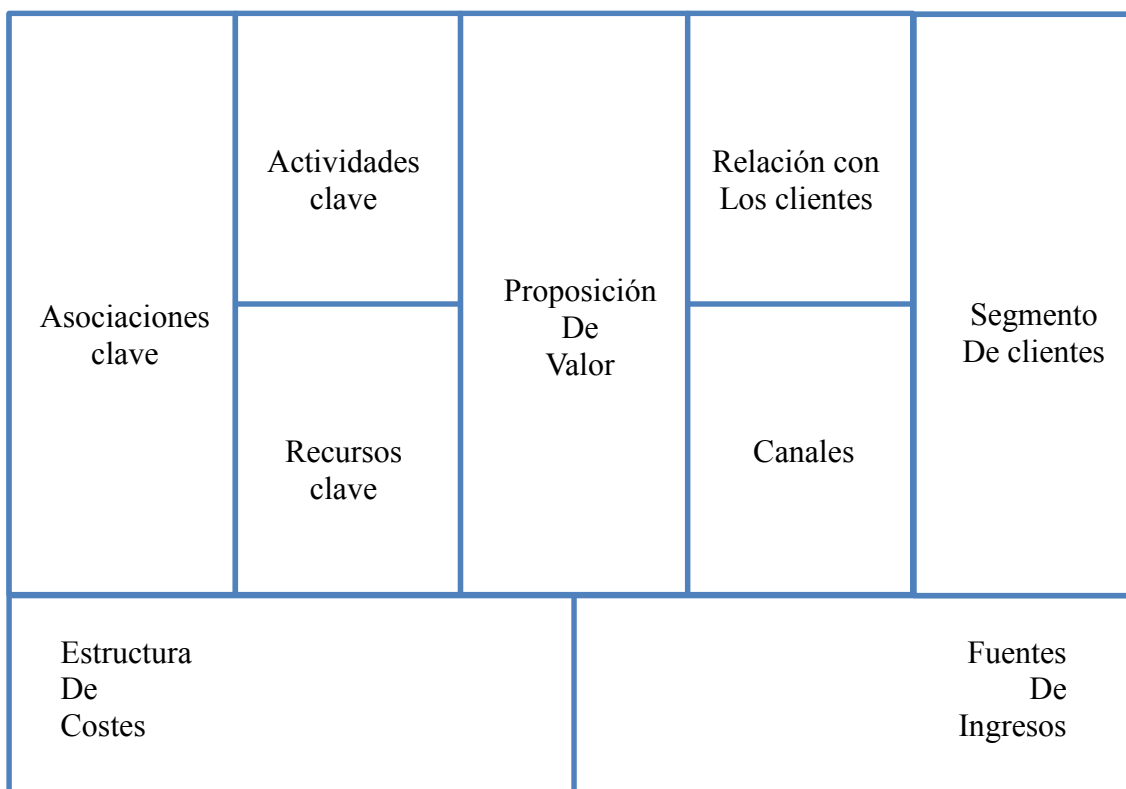 Asociaciones
clave
Actividades
clave
Recursos
clave
Proposición
De
Valor
Relación con
Los clientes
Canales
Segmento
De clientes
Estructura
De
Costes
Fuentes
De
Ingresos